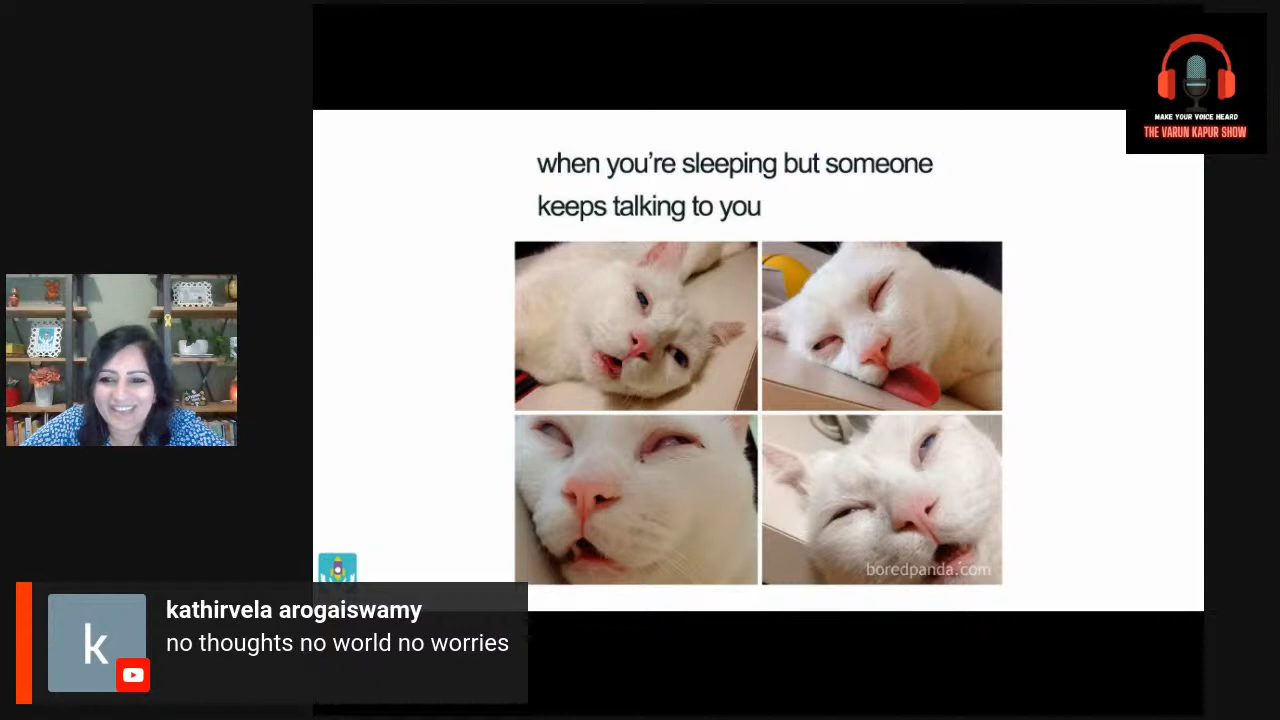 MAKE YOUR VOICE HEARD
THE VARUN KAPUR SHOW
when you're sleeping but someone
keeps talking to you
boredpanda.com
k
kathirvela arogaiswamy
no thoughts no world no worries